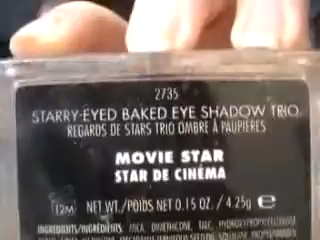 2735
STARRY-EYED BAKED EYE SHADOW TRIO
REGARDS DE STARS TRIO OMBRE À PAUPIÈRES
MOVIE STAR
STAR DE CINÉMA
12M NET WT./POIDS NET 0.15 OZ. / 4.25g e
INGREDIENTS/INGRÉDIENTS: MICA, DIMETHICONE, TALC,